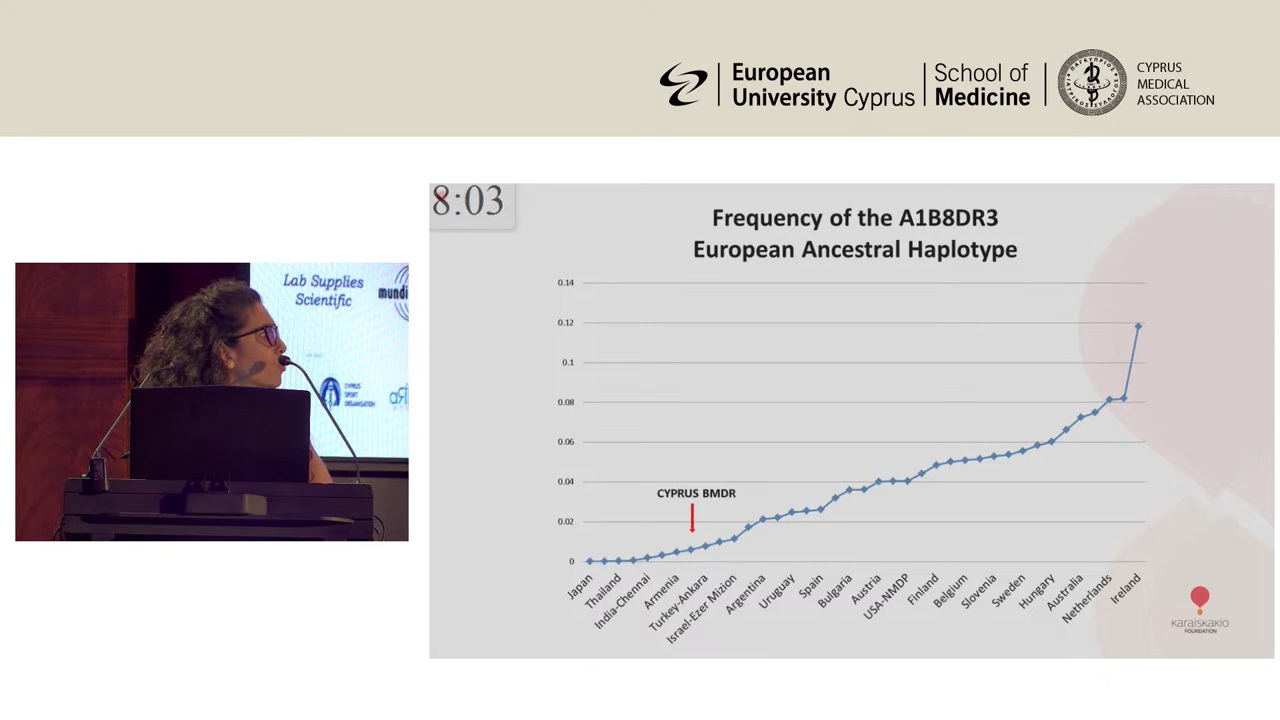 European
University Cyprus
School of
Medicine
CYPRUS
MEDICAL
ASSOCIATION
8:03
Frequency of the A1B8DR3
European Ancestral Haplotype
0.14
0.12
0.1
0.08
0.06
0.04
0.02
0
CYPRUS BMDR
Japan
Thailand
India-Chennai
Armenia
Turkey-Ankara
Israel-Ezer Mizion
Argentina
Uruguay
Spain
Bulgaria
Austria
USA-NMDP
Finland
Belgium
Slovenia
Sweden
Hungary
Australia
Netherlands
Ireland
karaiskakio
FOUNDATION
Lab Supplies
Scientific
CYPRUS
SPORT
ORGANISATION